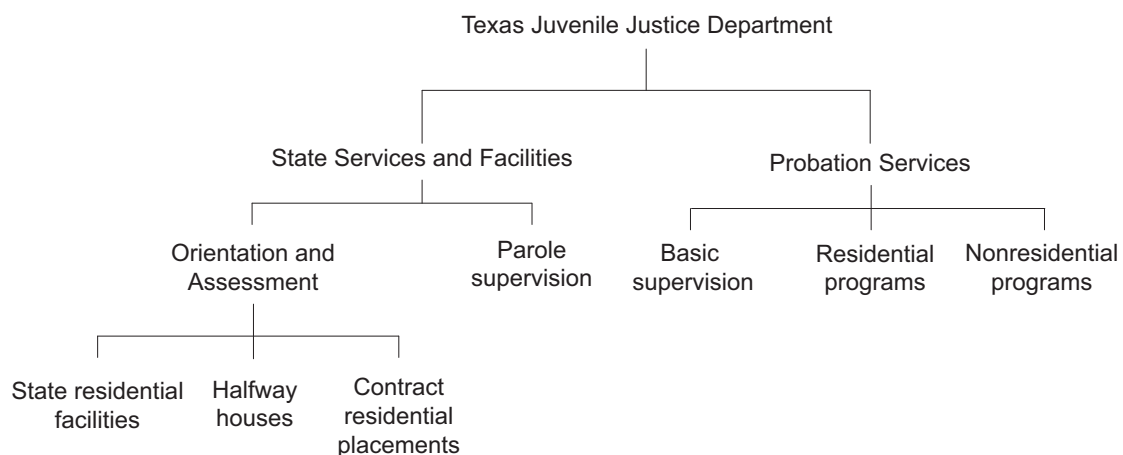 Texas Juvenile Justice Department
State Services and Facilities
Probation Services
Orientation and
Assessment
Parole
supervision
Basic
supervision
Residential
programs
Nonresidential
programs
State residential
facilities
Halfway
houses
Contract
residential
placements